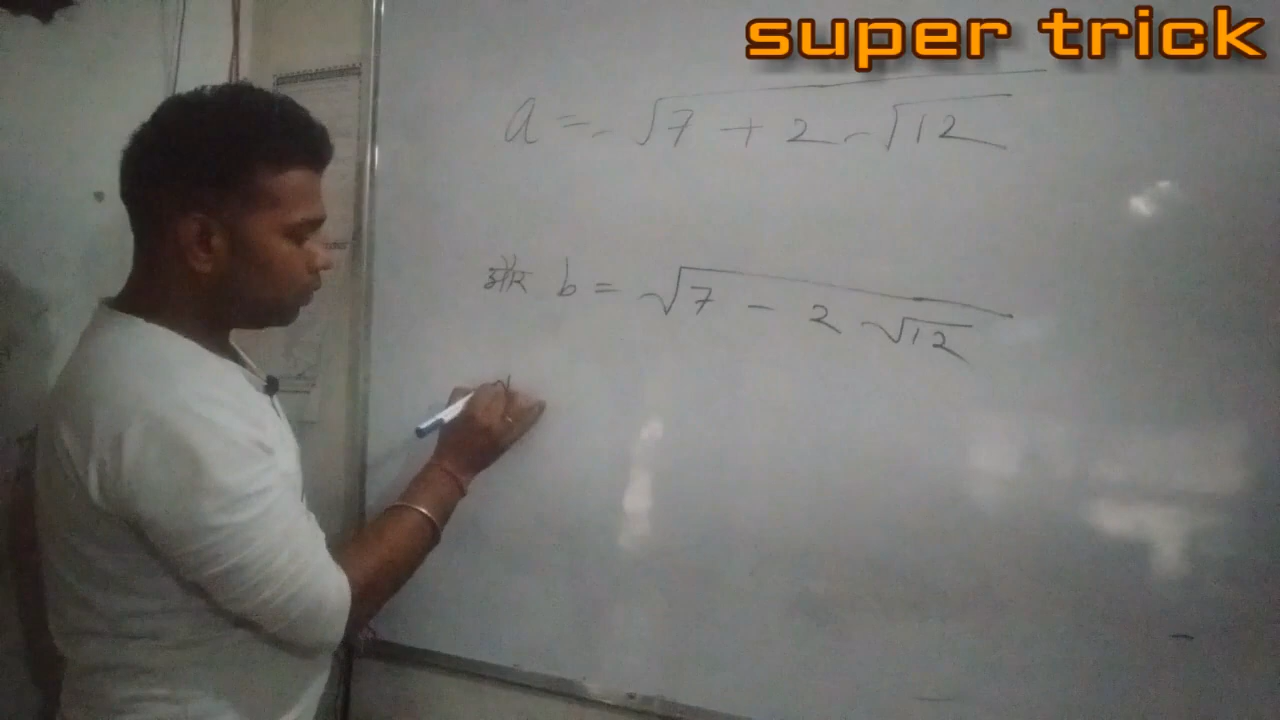 super trick
a = √7 + 2√12
और b = √7 - 2√12